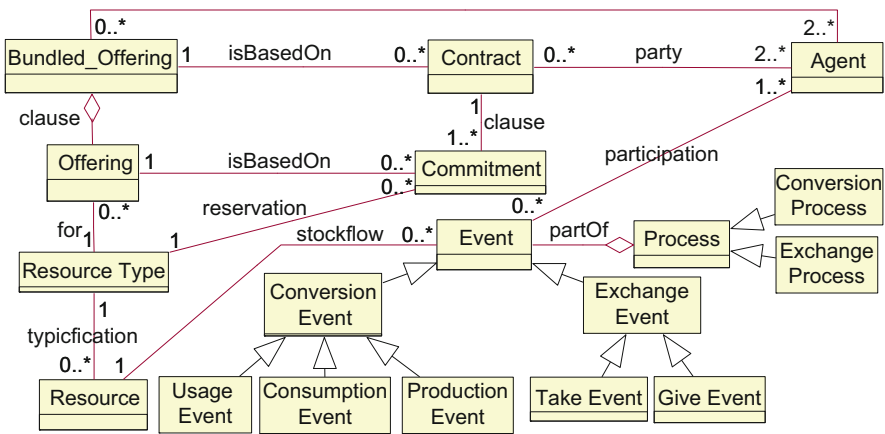 0..*
2..*
Bundled_Offering
1
isBasedOn
0..*
Contract
0..*
party
2..*
Agent
1..*
clause
1
clause
1..*
participation
Offering
1
isBasedOn
0..*
Commitment
0..*
0..*
reservation
0..*
for
1
1
stockflow
0..*
Event
partOf
Process
Conversion
Process
Exchange
Process
Resource Type
1
typicfication
0..*
1
Resource
Conversion
Event
Exchange
Event
Usage
Event
Consumption
Event
Production
Event
Take Event
Give Event